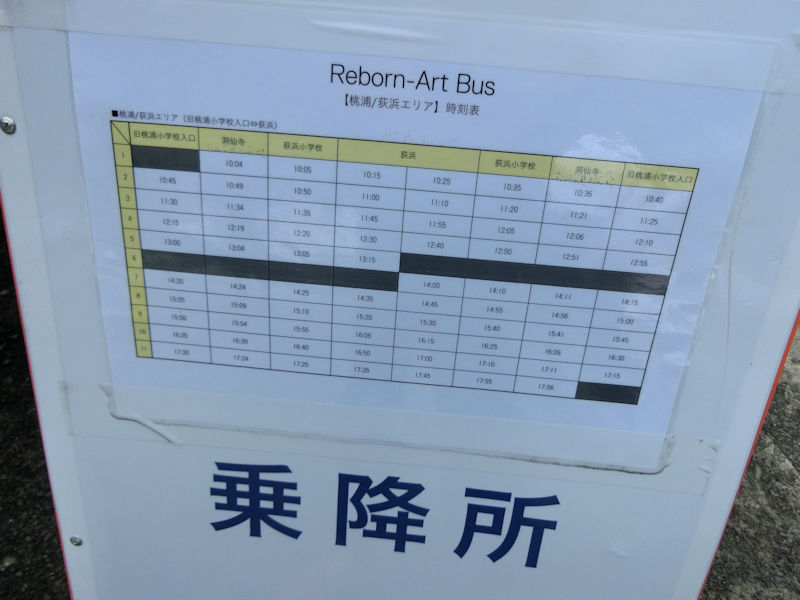 Reborn-Art Bus
【桃浦/荻浜エリア】時刻表
■桃浦/荻浜エリア（旧桃浦小学校入口⇔荻浜）
旧桃浦小学校入口 洞仙寺 荻浜小学校 荻浜 荻浜小学校 洞仙寺 旧桃浦小学校入口
1 10:04 10:05 10:15 10:25 10:35 10:36 10:40
2 10:45 10:49 10:50 11:00 11:10 11:20 11:21 11:25
3 11:30 11:34 11:35 11:45 11:55 12:05 12:06 12:10
4 12:15 12:19 12:20 12:30 12:40 12:50 12:51 12:55
5 13:00 13:04 13:05 13:15
6 14:00 14:10 14:11 14:15
7 14:20 14:24 14:25 14:35 14:45 14:55 14:56 15:00
8 15:05 15:09 15:10 15:20 15:30 15:40 15:41 15:45
9 15:50 15:54 15:55 16:05 16:15 16:25 16:26 16:30
10 16:35 16:39 16:40 16:50 17:00 17:10 17:11 17:15
11 17:20 17:24 17:25 17:35 17:45 17:55 17:56
乗降所